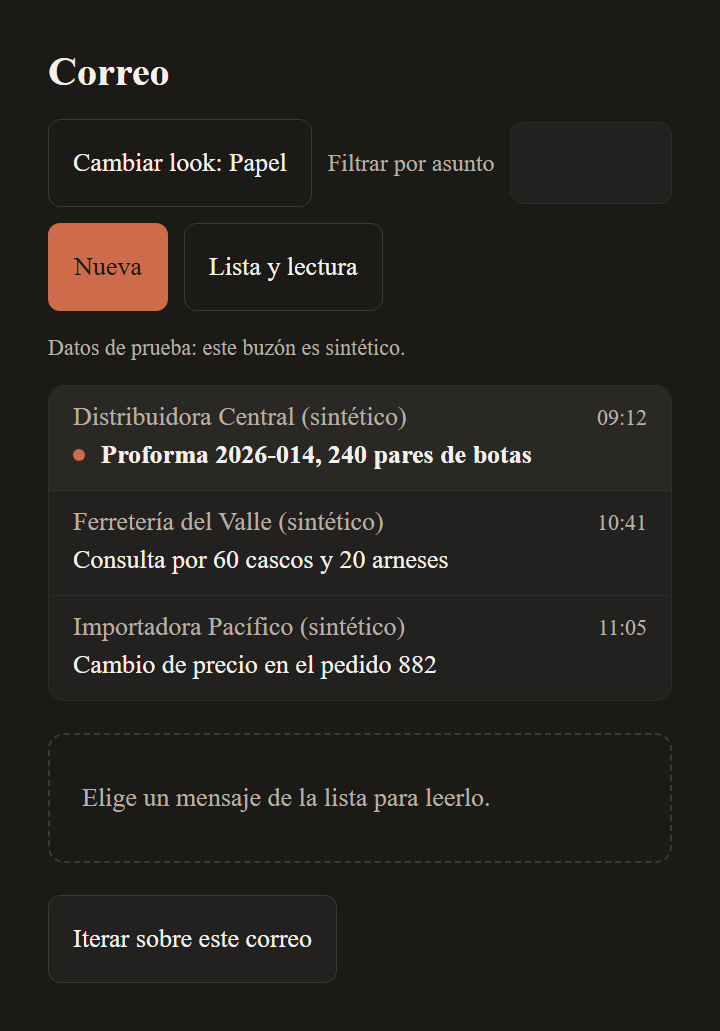 Correo
Cambiar look: Papel
Filtrar por asunto
Nueva
Lista y lectura
Datos de prueba: este buzón es sintético.
Distribuidora Central (sintético)
09:12
Proforma 2026-014, 240 pares de botas
Ferretería del Valle (sintético)
10:41
Consulta por 60 cascos y 20 arneses
Importadora Pacífico (sintético)
11:05
Cambio de precio en el pedido 882
Elige un mensaje de la lista para leerlo.
Iterar sobre este correo